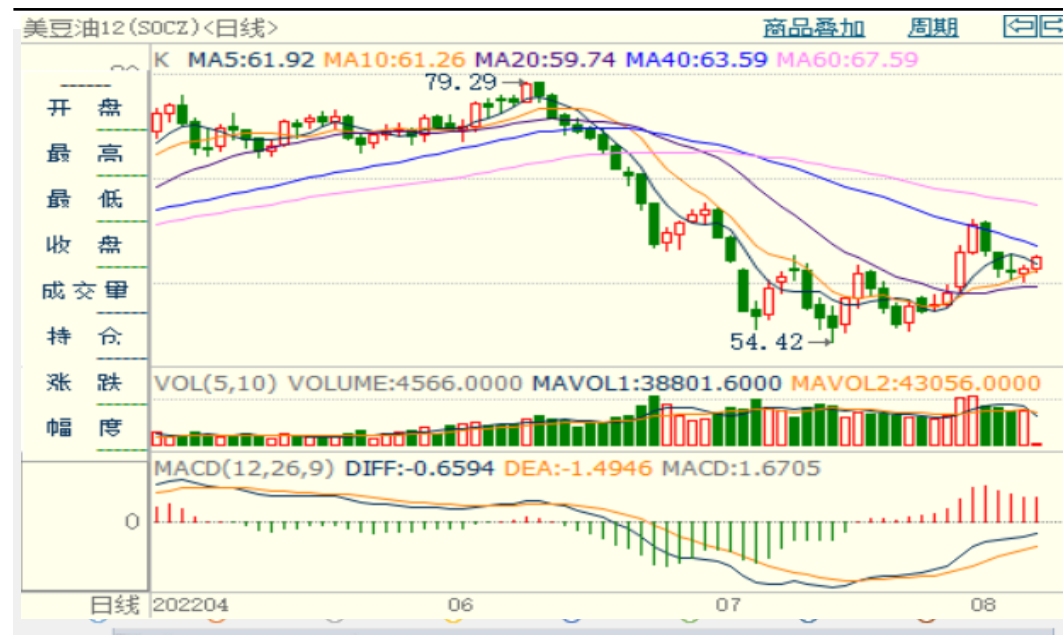 美豆油12(SOCZ)<日线> 商品叠加 周期
K MA5:61.92 MA10:61.26 MA20:59.74 MA40:63.59 MA60:67.59
79.29
开盘
最高
最低
收盘
成交量
持仓
54.42
涨跌
VOL(5,10) VOLUME:4566.0000 MAVOL1:38801.6000 MAVOL2:43056.0000
幅度
MACD(12,26,9) DIFF:-0.6594 DEA:-1.4946 MACD:1.6705
0
日线 202204 06 07 08